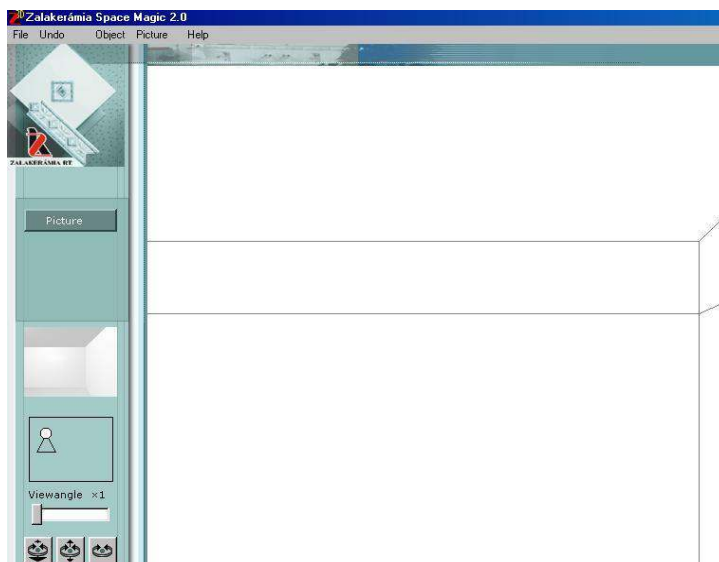 Zalakerámia Space Magic 2.0
File Undo Object Picture Help
ZALAKERÁMIA RT
Picture
Viewangle ×1